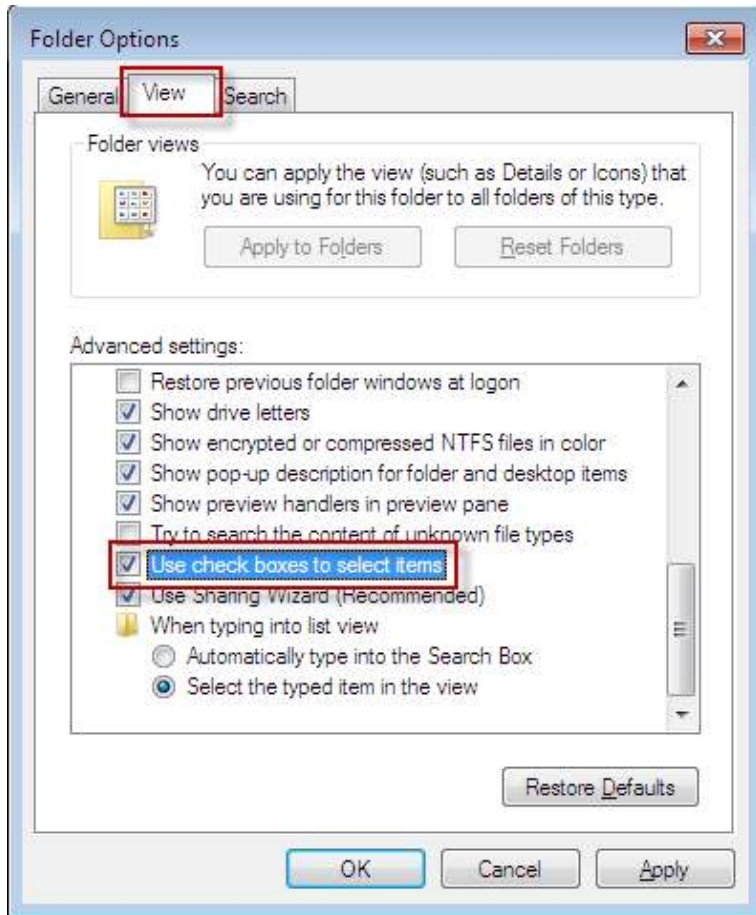 Folder Options
General View Search
Folder views
You can apply the view (such as Details or Icons) that
you are using for this folder to all folders of this type.
Apply to Folders Reset Folders
Advanced settings:
Restore previous folder windows at logon
Show drive letters
Show encrypted or compressed NTFS files in color
Show pop-up description for folder and desktop items
Show preview handlers in preview pane
Try to search the content of unknown file types
Use check boxes to select items
Use Sharing Wizard (Recommended)
When typing into list view
Automatically type into the Search Box
Select the typed item in the view
Restore Defaults
OK Cancel Apply